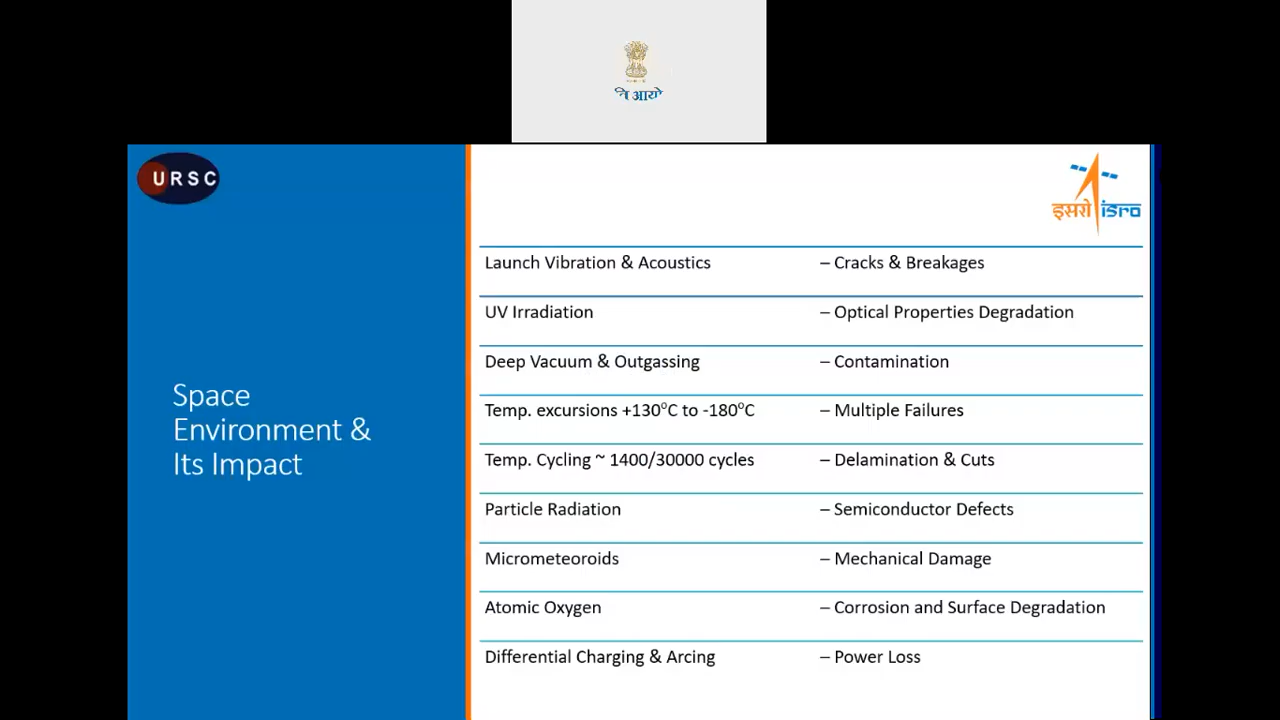 ति आयो
URSC
इसरो isro
Space
Environment &
Its Impact
Launch Vibration & Acoustics – Cracks & Breakages
UV Irradiation – Optical Properties Degradation
Deep Vacuum & Outgassing – Contamination
Temp. excursions +130°C to -180°C – Multiple Failures
Temp. Cycling ~ 1400/30000 cycles – Delamination & Cuts
Particle Radiation – Semiconductor Defects
Micrometeoroids – Mechanical Damage
Atomic Oxygen – Corrosion and Surface Degradation
Differential Charging & Arcing – Power Loss